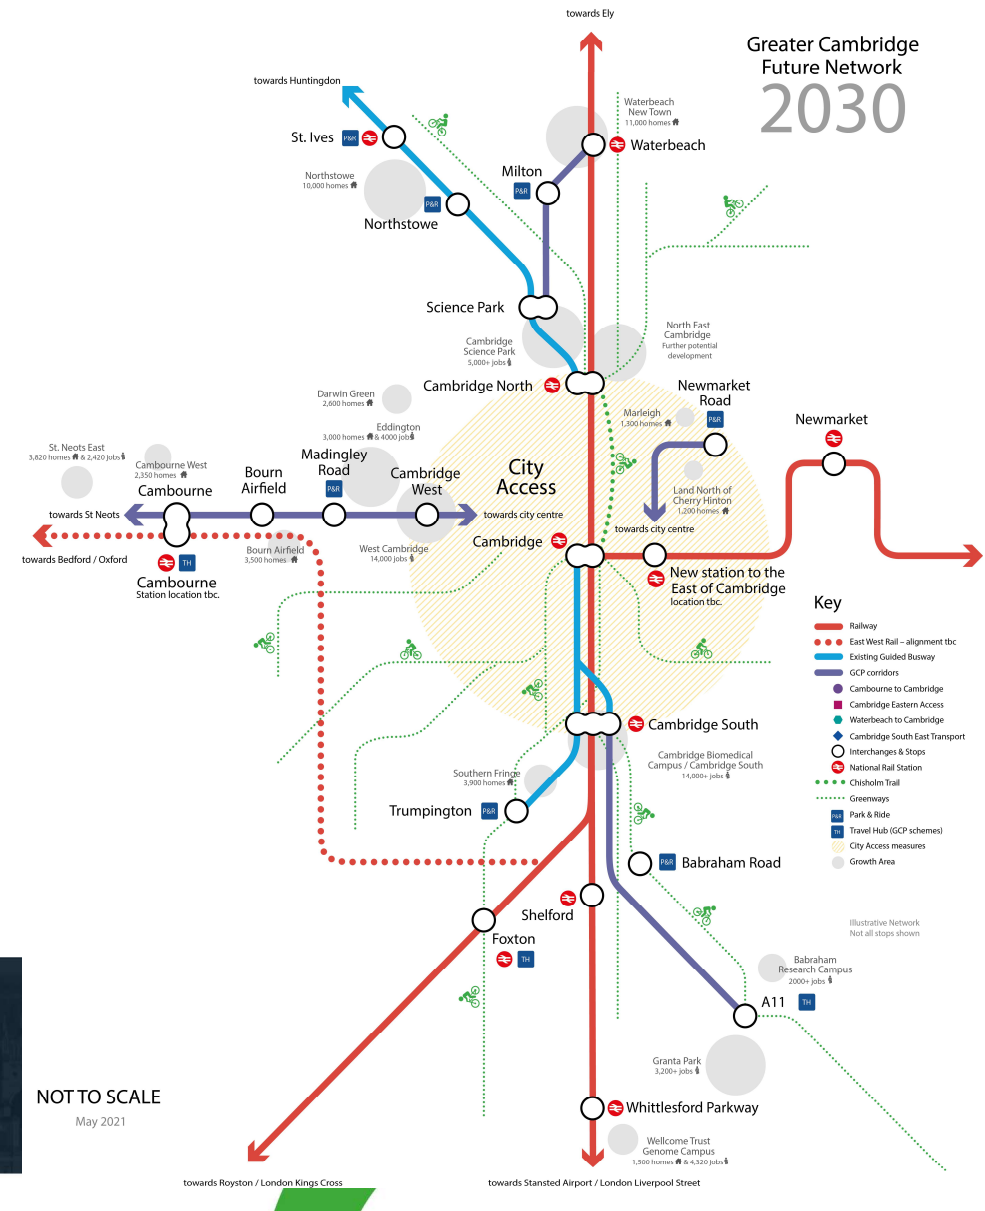 towards Ely
Greater Cambridge
Future Network
2030
towards Huntingdon
Waterbeach
New Town
11,000 homes
St. Ives
P&R
Waterbeach
Milton
P&R
Northstowe
10,000 homes
P&R
Northstowe
Science Park
Cambridge
Science Park
5,000+ jobs
North East
Cambridge
Further potential
development
Cambridge North
Newmarket
Road
P&R
Darwin Green
2,600 homes
Marleigh
1,300 homes
Newmarket
Eddington
3,000 homes & 4000 jobs
St. Neots East
3,820 homes & 2,420 jobs
Cambourne West
2,350 homes
Madingley
Road
P&R
Bourn
Airfield
Cambridge
West
City
Access
Cambourne
Land North of
Cherry Hinton
1,200 homes
towards St Neots
towards city centre
towards city centre
Cambridge
towards Bedford / Oxford
Bourn Airfield
3,500 homes
West Cambridge
14,000 jobs
TH
Cambourne
Station location tbc.
New station to the
East of Cambridge
location tbc.
Key
Railway
East West Rail – alignment tbc
Existing Guided Busway
GCP corridors
Cambourne to Cambridge
Cambridge Eastern Access
Waterbeach to Cambridge
Cambridge South East Transport
Interchanges & Stops
National Rail Station
Chisholm Trail
Greenways
P&R Park & Ride
TH Travel Hub (GCP schemes)
City Access measures
Growth Area
Cambridge South
Cambridge Biomedical
Campus / Cambridge South
14,000+ jobs
Southern Fringe
3,900 homes
Trumpington
P&R
P&R
Babraham Road
Shelford
Foxton
TH
Illustrative Network
Not all stops shown
Babraham
Research Campus
2000+ jobs
A11
TH
Granta Park
3,200+ jobs
NOT TO SCALE
May 2021
Whittlesford Parkway
Wellcome Trust
Genome Campus
1,500 homes & 4,320 jobs
towards Royston / London Kings Cross
towards Stansted Airport / London Liverpool Street